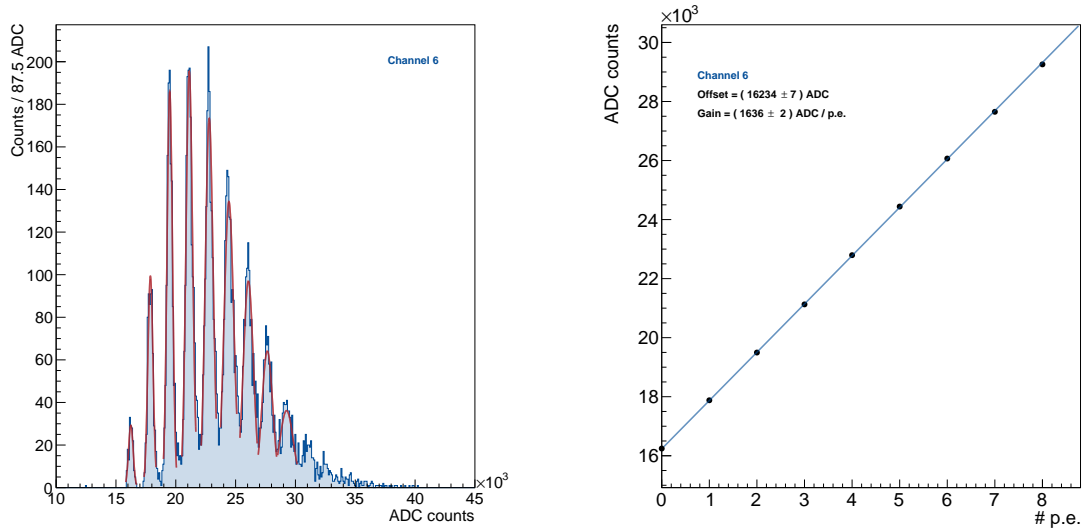 Counts / 87.5 ADC
200
180
160
140
120
100
80
60
40
20
0
Channel 6
10 15 20 25 30 35 40 45
×10³
ADC counts
×10³
ADC counts
30
28
26
24
22
20
18
16
Channel 6
Offset = ( 16234 ± 7 ) ADC
Gain = ( 1636 ± 2 ) ADC / p.e.
0 1 2 3 4 5 6 7 8
# p.e.